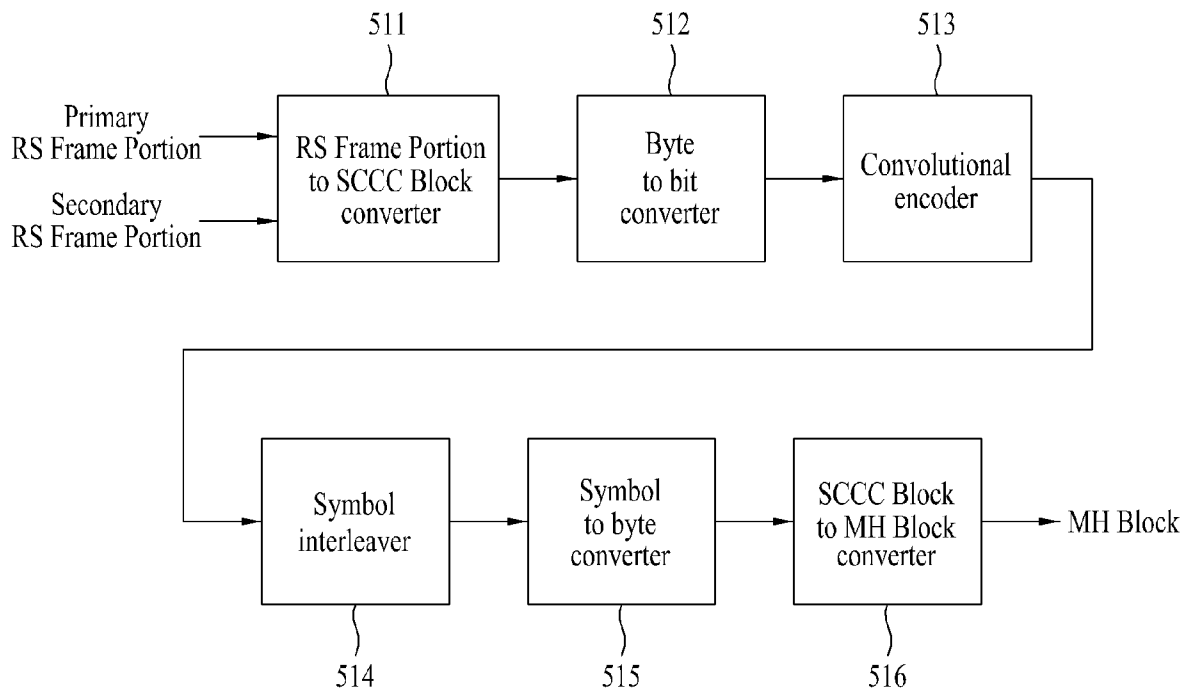 511
512
513
Primary
RS Frame Portion
Secondary
RS Frame Portion
RS Frame Portion
to SCCC Block
converter
Byte
to bit
converter
Convolutional
encoder
Symbol
interleaver
Symbol
to byte
converter
SCCC Block
to MH Block
converter
MH Block
514
515
516